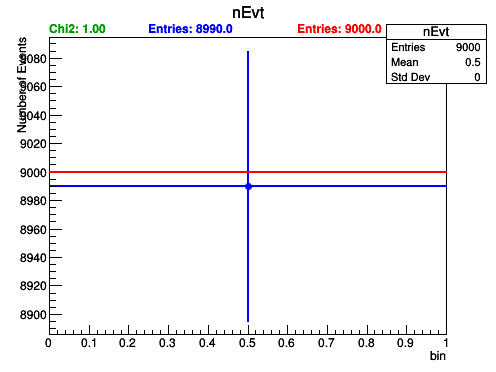 nEvt
Chi2: 1.00 Entries: 8990.0 Entries: 9000.0
nEvt
Entries 9000
Mean 0.5
Std Dev 0
Number of Events
9080
9060
9040
9020
9000
8980
8960
8940
8920
8900
0 0.1 0.2 0.3 0.4 0.5 0.6 0.7 0.8 0.9 1
bin